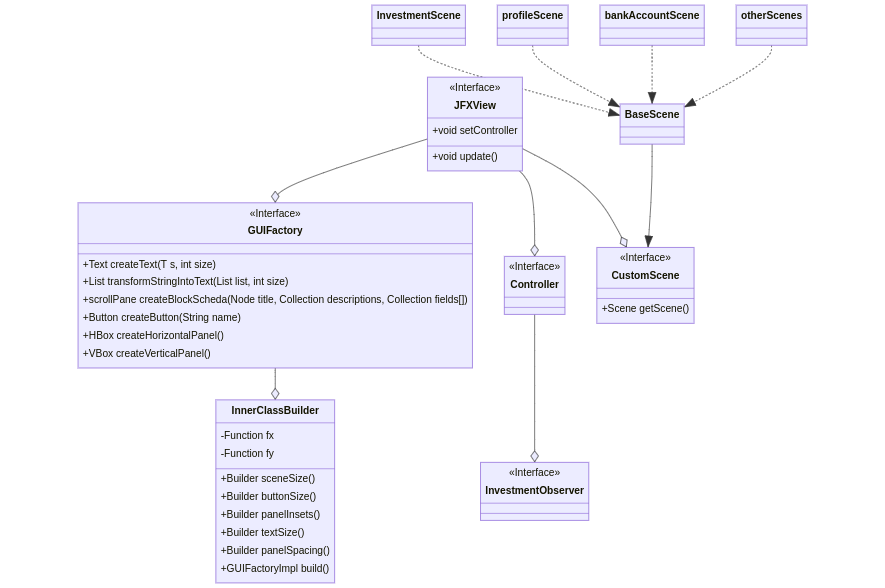 InvestmentScene
profileScene
bankAccountScene
otherScenes
«Interface»
JFXView
+void setController
+void update()
BaseScene
«Interface»
GUIFactory
+Text createText(T s, int size)
+List transformStringIntoText(List list, int size)
+scrollPane createBlockScheda(Node title, Collection descriptions, Collection fields[])
+Button createButton(String name)
+HBox createHorizontalPanel()
+VBox createVerticalPanel()
«Interface»
Controller
«Interface»
CustomScene
+Scene getScene()
InnerClassBuilder
-Function fx
-Function fy
+Builder sceneSize()
+Builder buttonSize()
+Builder panelInsets()
+Builder textSize()
+Builder panelSpacing()
+GUIFactoryImpl build()
«Interface»
InvestmentObserver